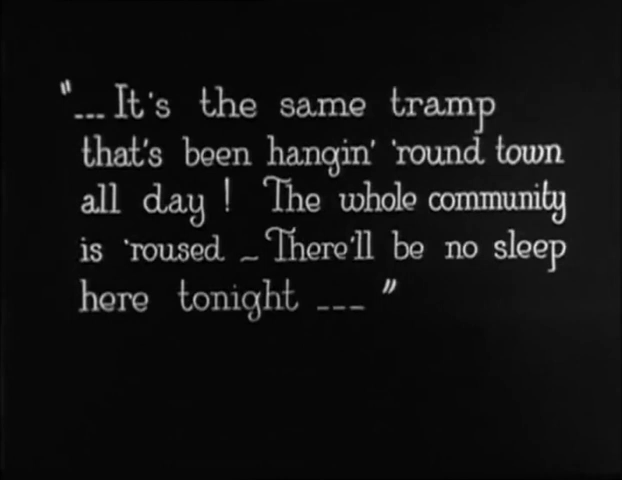 "... It's the same tramp
that's been hangin' 'round town
all day! The whole community
is 'roused – There'll be no sleep
here tonight --- "